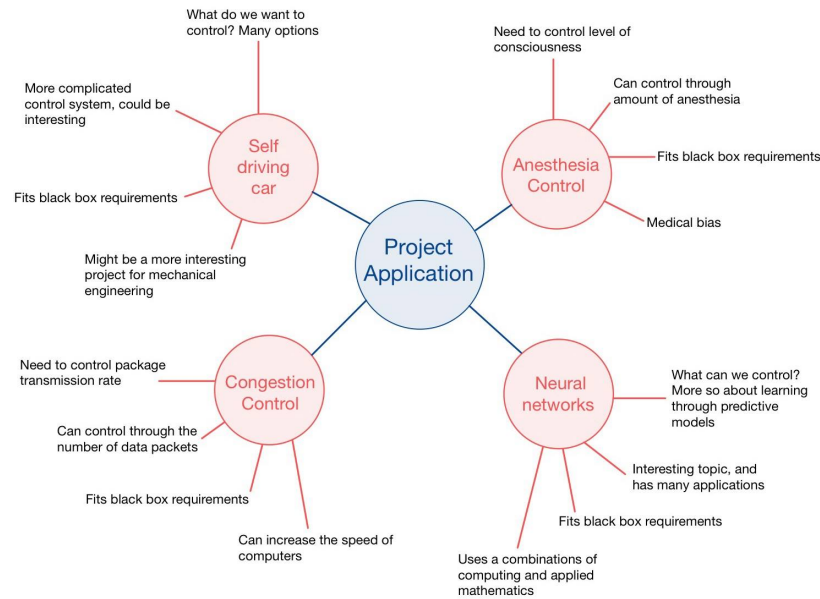 What do we want to
control? Many options
More complicated
control system, could be
interesting
Self
driving
car
Fits black box requirements
Might be a more interesting
project for mechanical
engineering
Need to control level of
consciousness
Can control through
amount of anesthesia
Anesthesia
Control
Fits black box requirements
Medical bias
Project
Application
Need to control package
transmission rate
Congestion
Control
Can control through the
number of data packets
Fits black box requirements
Can increase the speed of
computers
Neural
networks
What can we control?
More so about learning
through predictive
models
Interesting topic, and
has many applications
Fits black box requirements
Uses a combinations of
computing and applied
mathematics